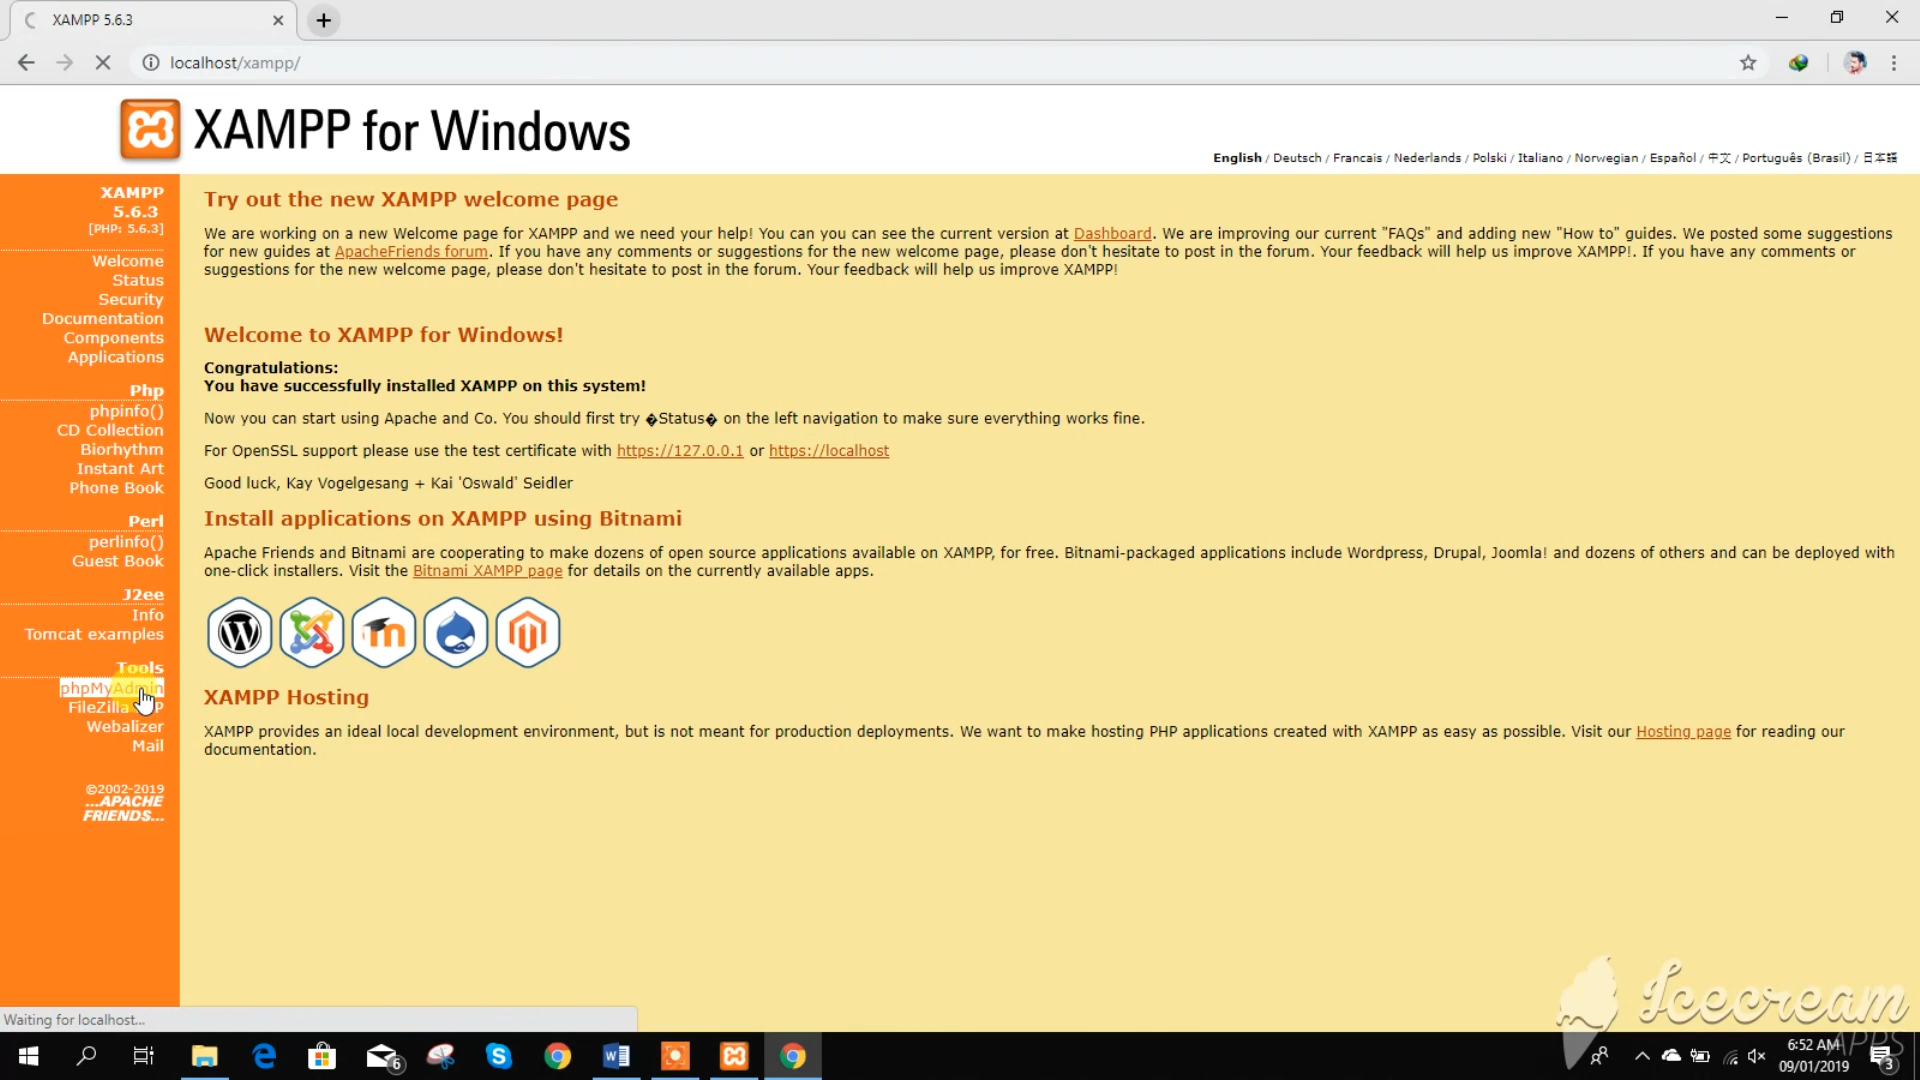 XAMPP 5.6.3
localhost/xampp/
XAMPP for Windows
English / Deutsch / Francais / Nederlands / Polski / Italiano / Norwegian / Español / 中文 / Português (Brasil) / 日本語
XAMPP
5.6.3
[PHP: 5.6.3]
Welcome
Status
Security
Documentation
Components
Applications
Php
phpinfo()
CD Collection
Biorhythm
Instant Art
Phone Book
Perl
perlinfo()
Guest Book
J2ee
Info
Tomcat examples
Tools
phpMyAdmin
FileZilla
Webalizer
Mail
©2002-2019
...APACHE
FRIENDS...
Try out the new XAMPP welcome page
We are working on a new Welcome page for XAMPP and we need your help! You can you can see the current version at Dashboard. We are improving our current "FAQs" and adding new "How to" guides. We posted some suggestions
for new guides at ApacheFriends forum. If you have any comments or suggestions for the new welcome page, please don't hesitate to post in the forum. Your feedback will help us improve XAMPP!. If you have any comments or
suggestions for the new welcome page, please don't hesitate to post in the forum. Your feedback will help us improve XAMPP!
Welcome to XAMPP for Windows!
Congratulations:
You have successfully installed XAMPP on this system!
Now you can start using Apache and Co. You should first try �Status� on the left navigation to make sure everything works fine.
For OpenSSL support please use the test certificate with https://127.0.0.1 or https://localhost
Good luck, Kay Vogelgesang + Kai 'Oswald' Seidler
Install applications on XAMPP using Bitnami
Apache Friends and Bitnami are cooperating to make dozens of open source applications available on XAMPP, for free. Bitnami-packaged applications include Wordpress, Drupal, Joomla! and dozens of others and can be deployed with
one-click installers. Visit the Bitnami XAMPP page for details on the currently available apps.
XAMPP Hosting
XAMPP provides an ideal local development environment, but is not meant for production deployments. We want to make hosting PHP applications created with XAMPP as easy as possible. Visit our Hosting page for reading our
documentation.
Waiting for localhost...
Icecream
APPS
6
6:52 AM
09/01/2019
3